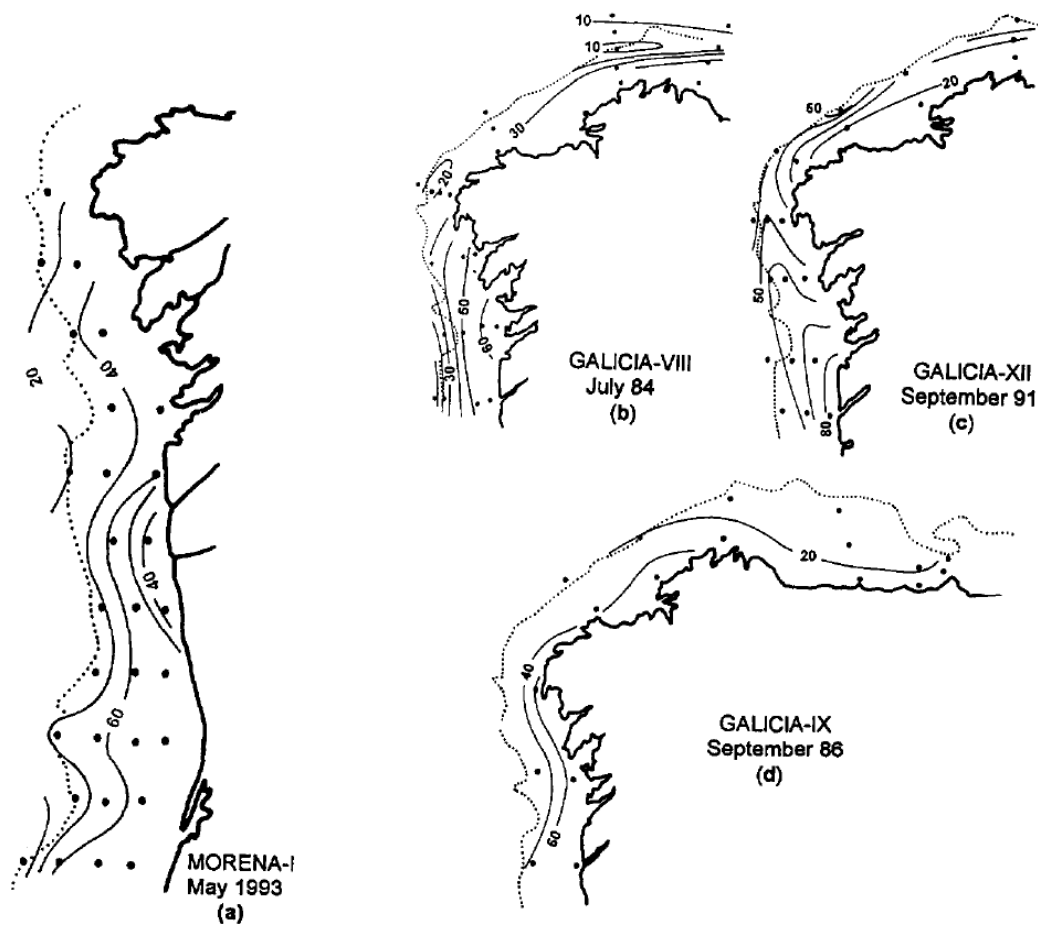 20
40
40
60
MORENA-I
May 1993
(a)
10
10
30
20
60
30
60
GALICIA-VIII
July 84
(b)
60
20
50
80
GALICIA-XII
September 91
(c)
20
40
60
GALICIA-IX
September 86
(d)